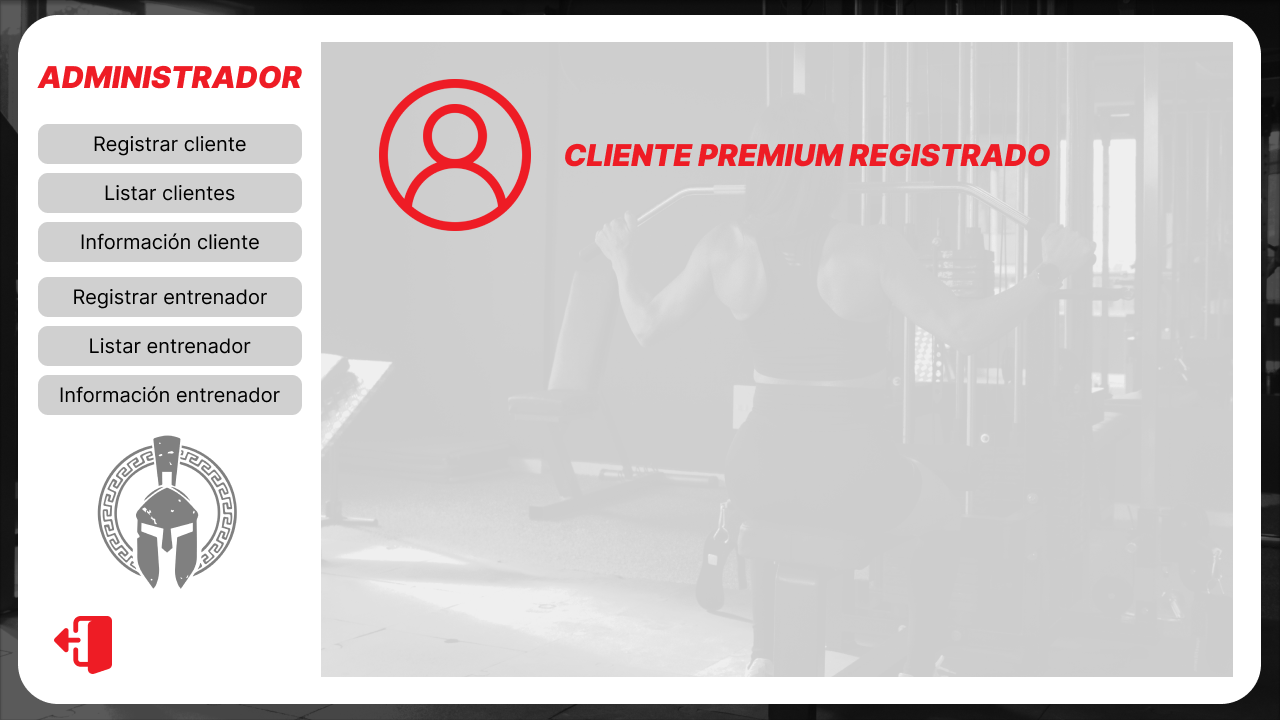 ADMINISTRADOR
Registrar cliente
Listar clientes
Información cliente
Registrar entrenador
Listar entrenador
Información entrenador
CLIENTE PREMIUM REGISTRADO